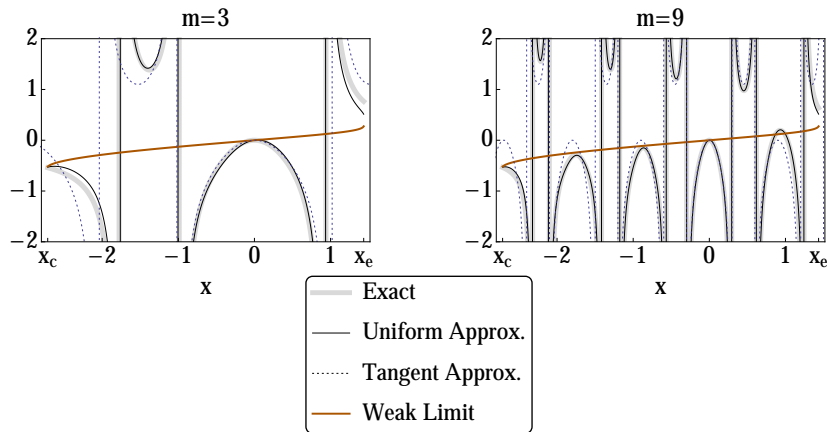 m=3
2
1
0
−1
−2
x_c −2 −1 0 1 x_e
x
m=9
2
1
0
−1
−2
x_c −2 −1 0 1 x_e
x
Exact
Uniform Approx.
Tangent Approx.
Weak Limit